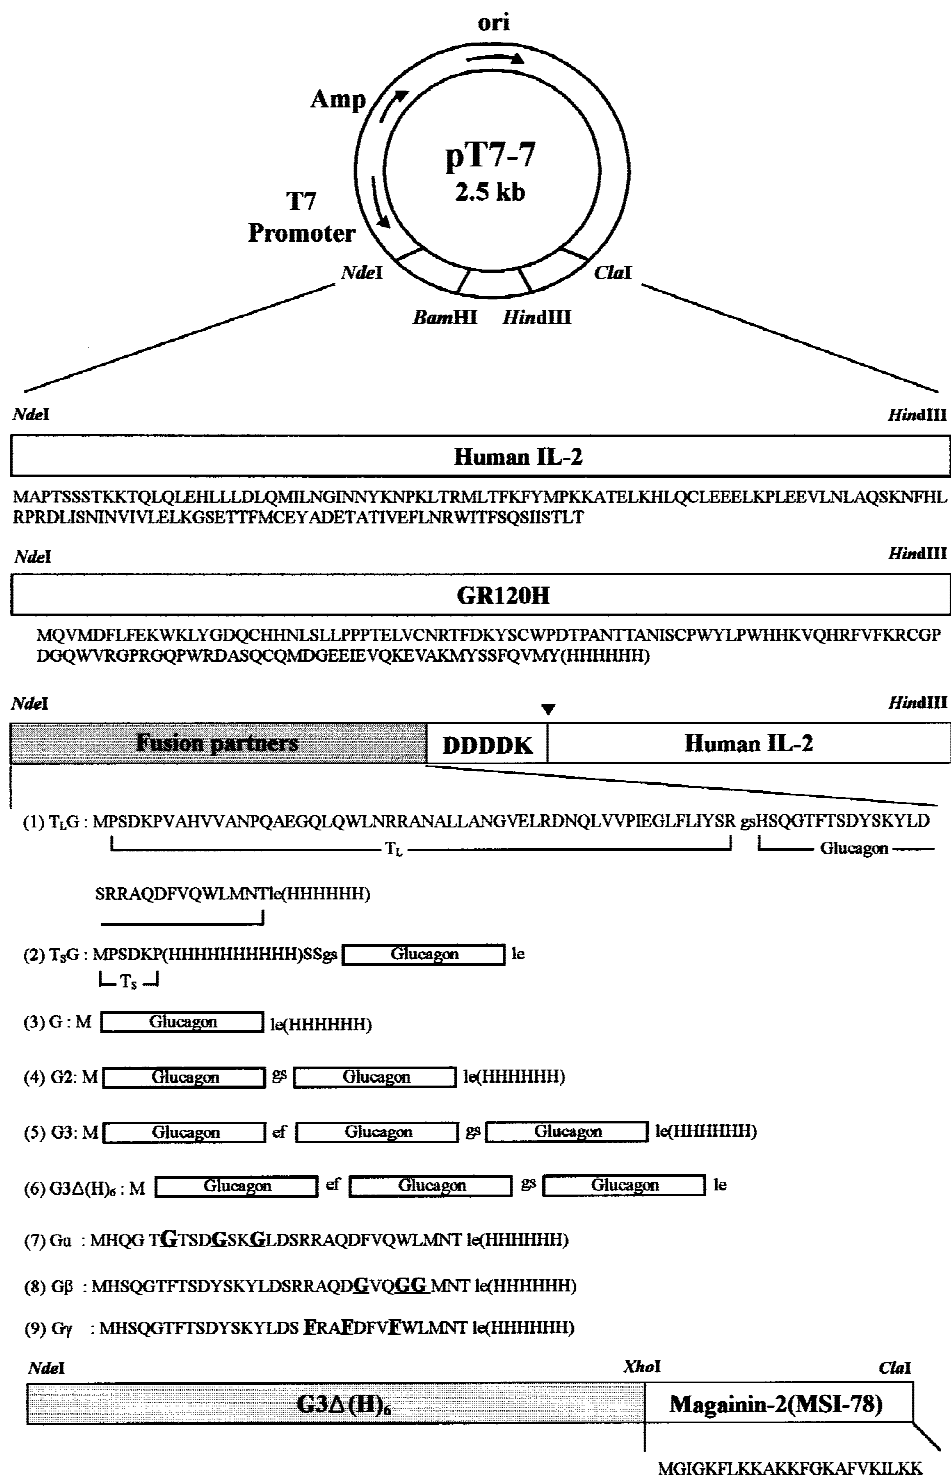 ori
Amp
pT7-7
2.5 kb
T7
Promoter
NdeI
ClaI
BamHI HindIII
NdeI HindIII
Human IL-2
MAPTSSSTKKTQLQLEHLLLDLQMILNGINNYKNPKLTRMLTFKFYMPKKATELKHLQCLEEELKPLEEVLNLAQSKNFHL
RPRDLISNINVIVLELKGSETTFMCEYADETATIVEFLNRWITFSQSIISTLT
NdeI HindIII
GR120H
MQVMDFLFEKWKLYGDQCHHNLSLLPPPTELVCNRTFDKYSCWPDTPANTTANISCPWYLPWHHKVQHRFVFKRCGP
DGQWVRGPRGQPWRDASQCQMDGEEIEVQKEVAKMYSSFQVMY(HHHHHH)
NdeI HindIII
Fusion partners DDDDK Human IL-2
(1) TLG : MPSDKPVAHVVANPQAEGQLQWLNRRANALLANGVELRDNQLVVPIEGLFLIYSR gsHSQGTFTSDYSKYLD
TL Glucagon
SRRAQDFVQWLMNTle(HHHHHH)
(2) TSG : MPSDKP(HHHHHHHHHH)SSgs Glucagon le
TS
(3) G : M Glucagon le(HHHHHH)
(4) G2: M Glucagon gs Glucagon le(HHHHHH)
(5) G3: M Glucagon ef Glucagon gs Glucagon le(HHHHHH)
(6) G3Δ(H)6 : M Glucagon ef Glucagon gs Glucagon le
(7) Gα : MHQG TGTSDGSKGLDSRRAQDFVQWLMNT le(HHHHHH)
(8) Gβ : MHSQGTFTSDYSKYLDSRRAQDGVQGG MNT le(HHHHHH)
(9) Gγ : MHSQGTFTSDYSKYLDS FRAFDFVFWLMNT le(HHHHHH)
NdeI XhoI ClaI
G3Δ(H)6 Magainin-2(MSI-78)
MGIGKFLKKAKKFGKAFVKILKK